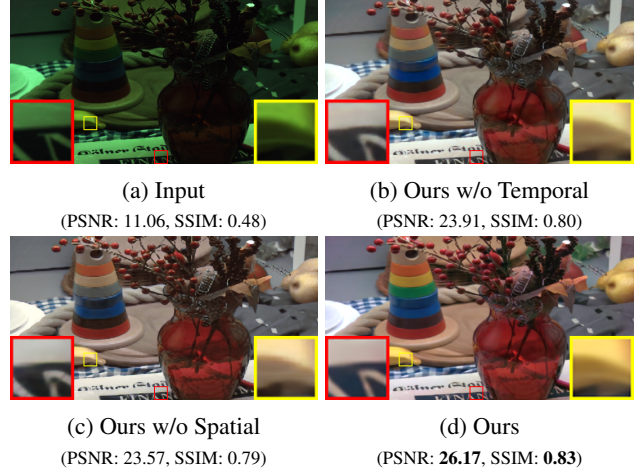 (a) Input
(PSNR: 11.06, SSIM: 0.48)
(b) Ours w/o Temporal
(PSNR: 23.91, SSIM: 0.80)
(c) Ours w/o Spatial
(PSNR: 23.57, SSIM: 0.79)
(d) Ours
(PSNR: 26.17, SSIM: 0.83)